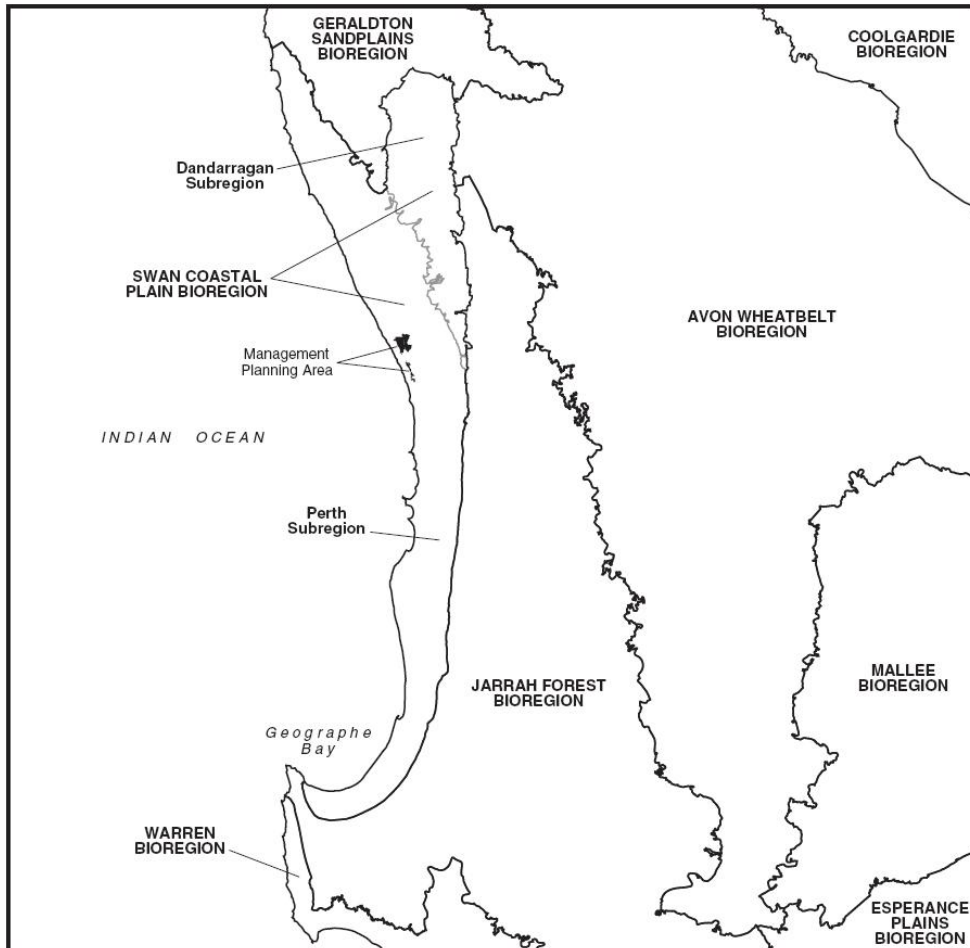 GERALDTON
SANDPLAINS
BIOREGION
COOLGARDIE
BIOREGION
Dandarragan
Subregion
SWAN COASTAL
PLAIN BIOREGION
AVON WHEATBELT
BIOREGION
Management
Planning Area
INDIAN OCEAN
Perth
Subregion
MALLEE
BIOREGION
JARRAH FOREST
BIOREGION
Geographe
Bay
WARREN
BIOREGION
ESPERANCE
PLAINS
BIOREGION